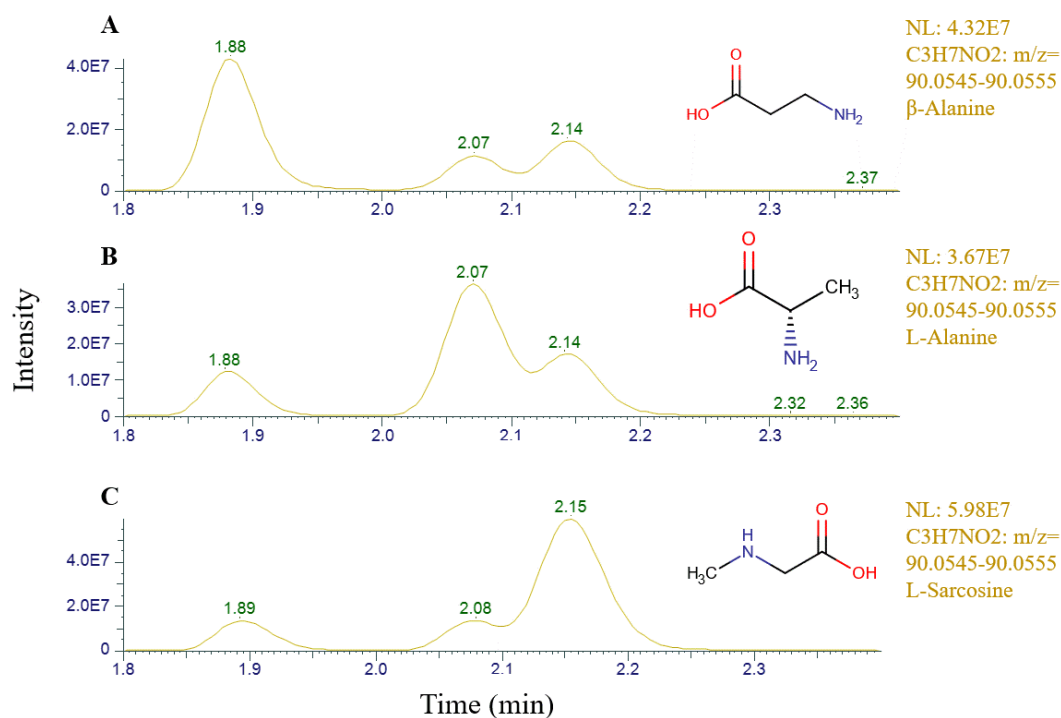 A
NL: 4.32E7
C3H7NO2: m/z=
90.0545-90.0555
β-Alanine
1.88
2.07
2.14
2.37
4.0E7
2.0E7
0
1.8
1.9
2.0
2.1
2.2
2.3
O
HO
NH2
B
NL: 3.67E7
C3H7NO2: m/z=
90.0545-90.0555
L-Alanine
1.88
2.07
2.14
2.32
2.36
3.0E7
2.0E7
1.0E7
0
1.8
1.9
2.0
2.1
2.2
2.3
O
HO
CH3
NH2
C
NL: 5.98E7
C3H7NO2: m/z=
90.0545-90.0555
L-Sarcosine
1.89
2.08
2.15
4.0E7
2.0E7
0
1.8
1.9
2.0
2.1
2.2
2.3
H
N
H3C
O
OH
Intensity
Time (min)